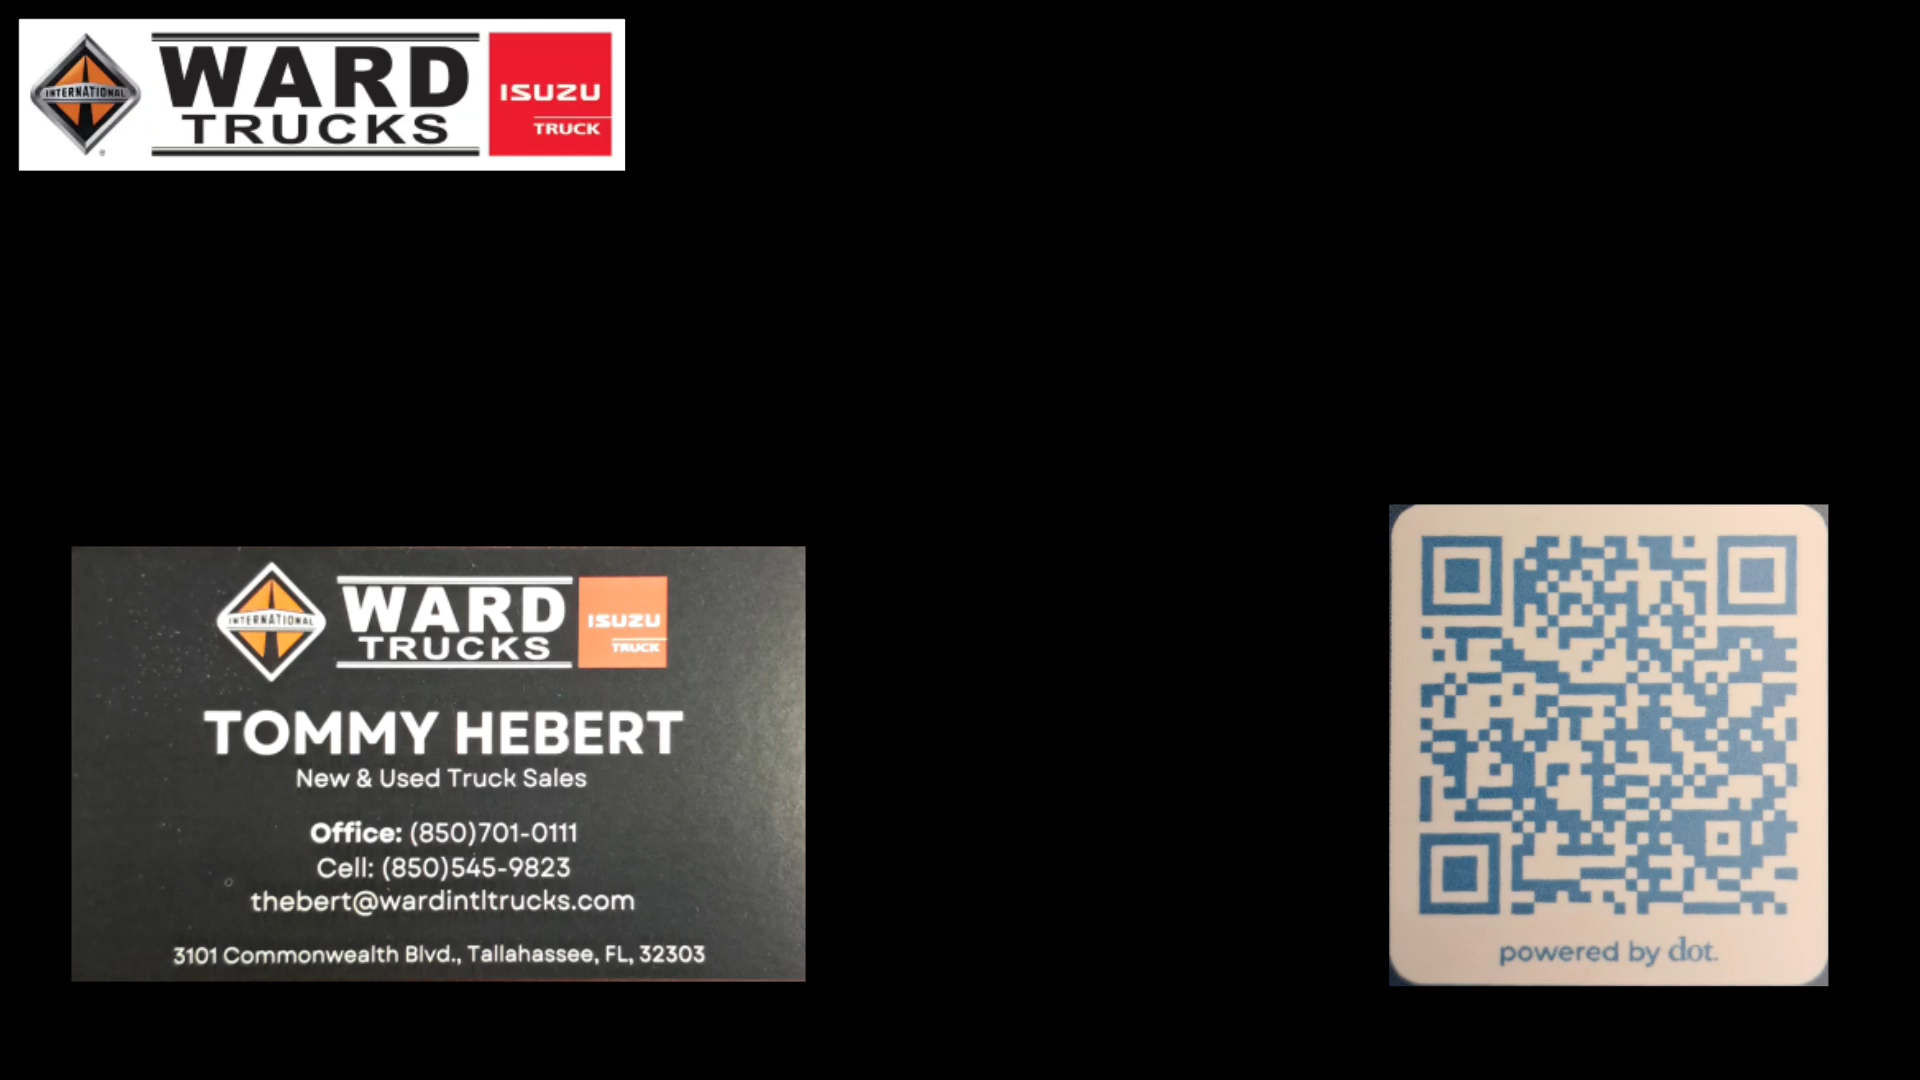 INTERNATIONAL
WARD
TRUCKS
ISUZU
TRUCK
INTERNATIONAL
WARD
TRUCKS
ISUZU
TRUCK
TOMMY HEBERT
New & Used Truck Sales
Office: (850)701-0111
Cell: (850)545-9823
thebert@wardintltrucks.com
3101 Commonwealth Blvd., Tallahassee, FL, 32303
powered by dot.